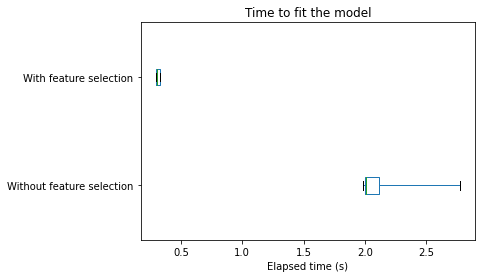 Time to fit the model
With feature selection
Without feature selection
0.5 1.0 1.5 2.0 2.5
Elapsed time (s)